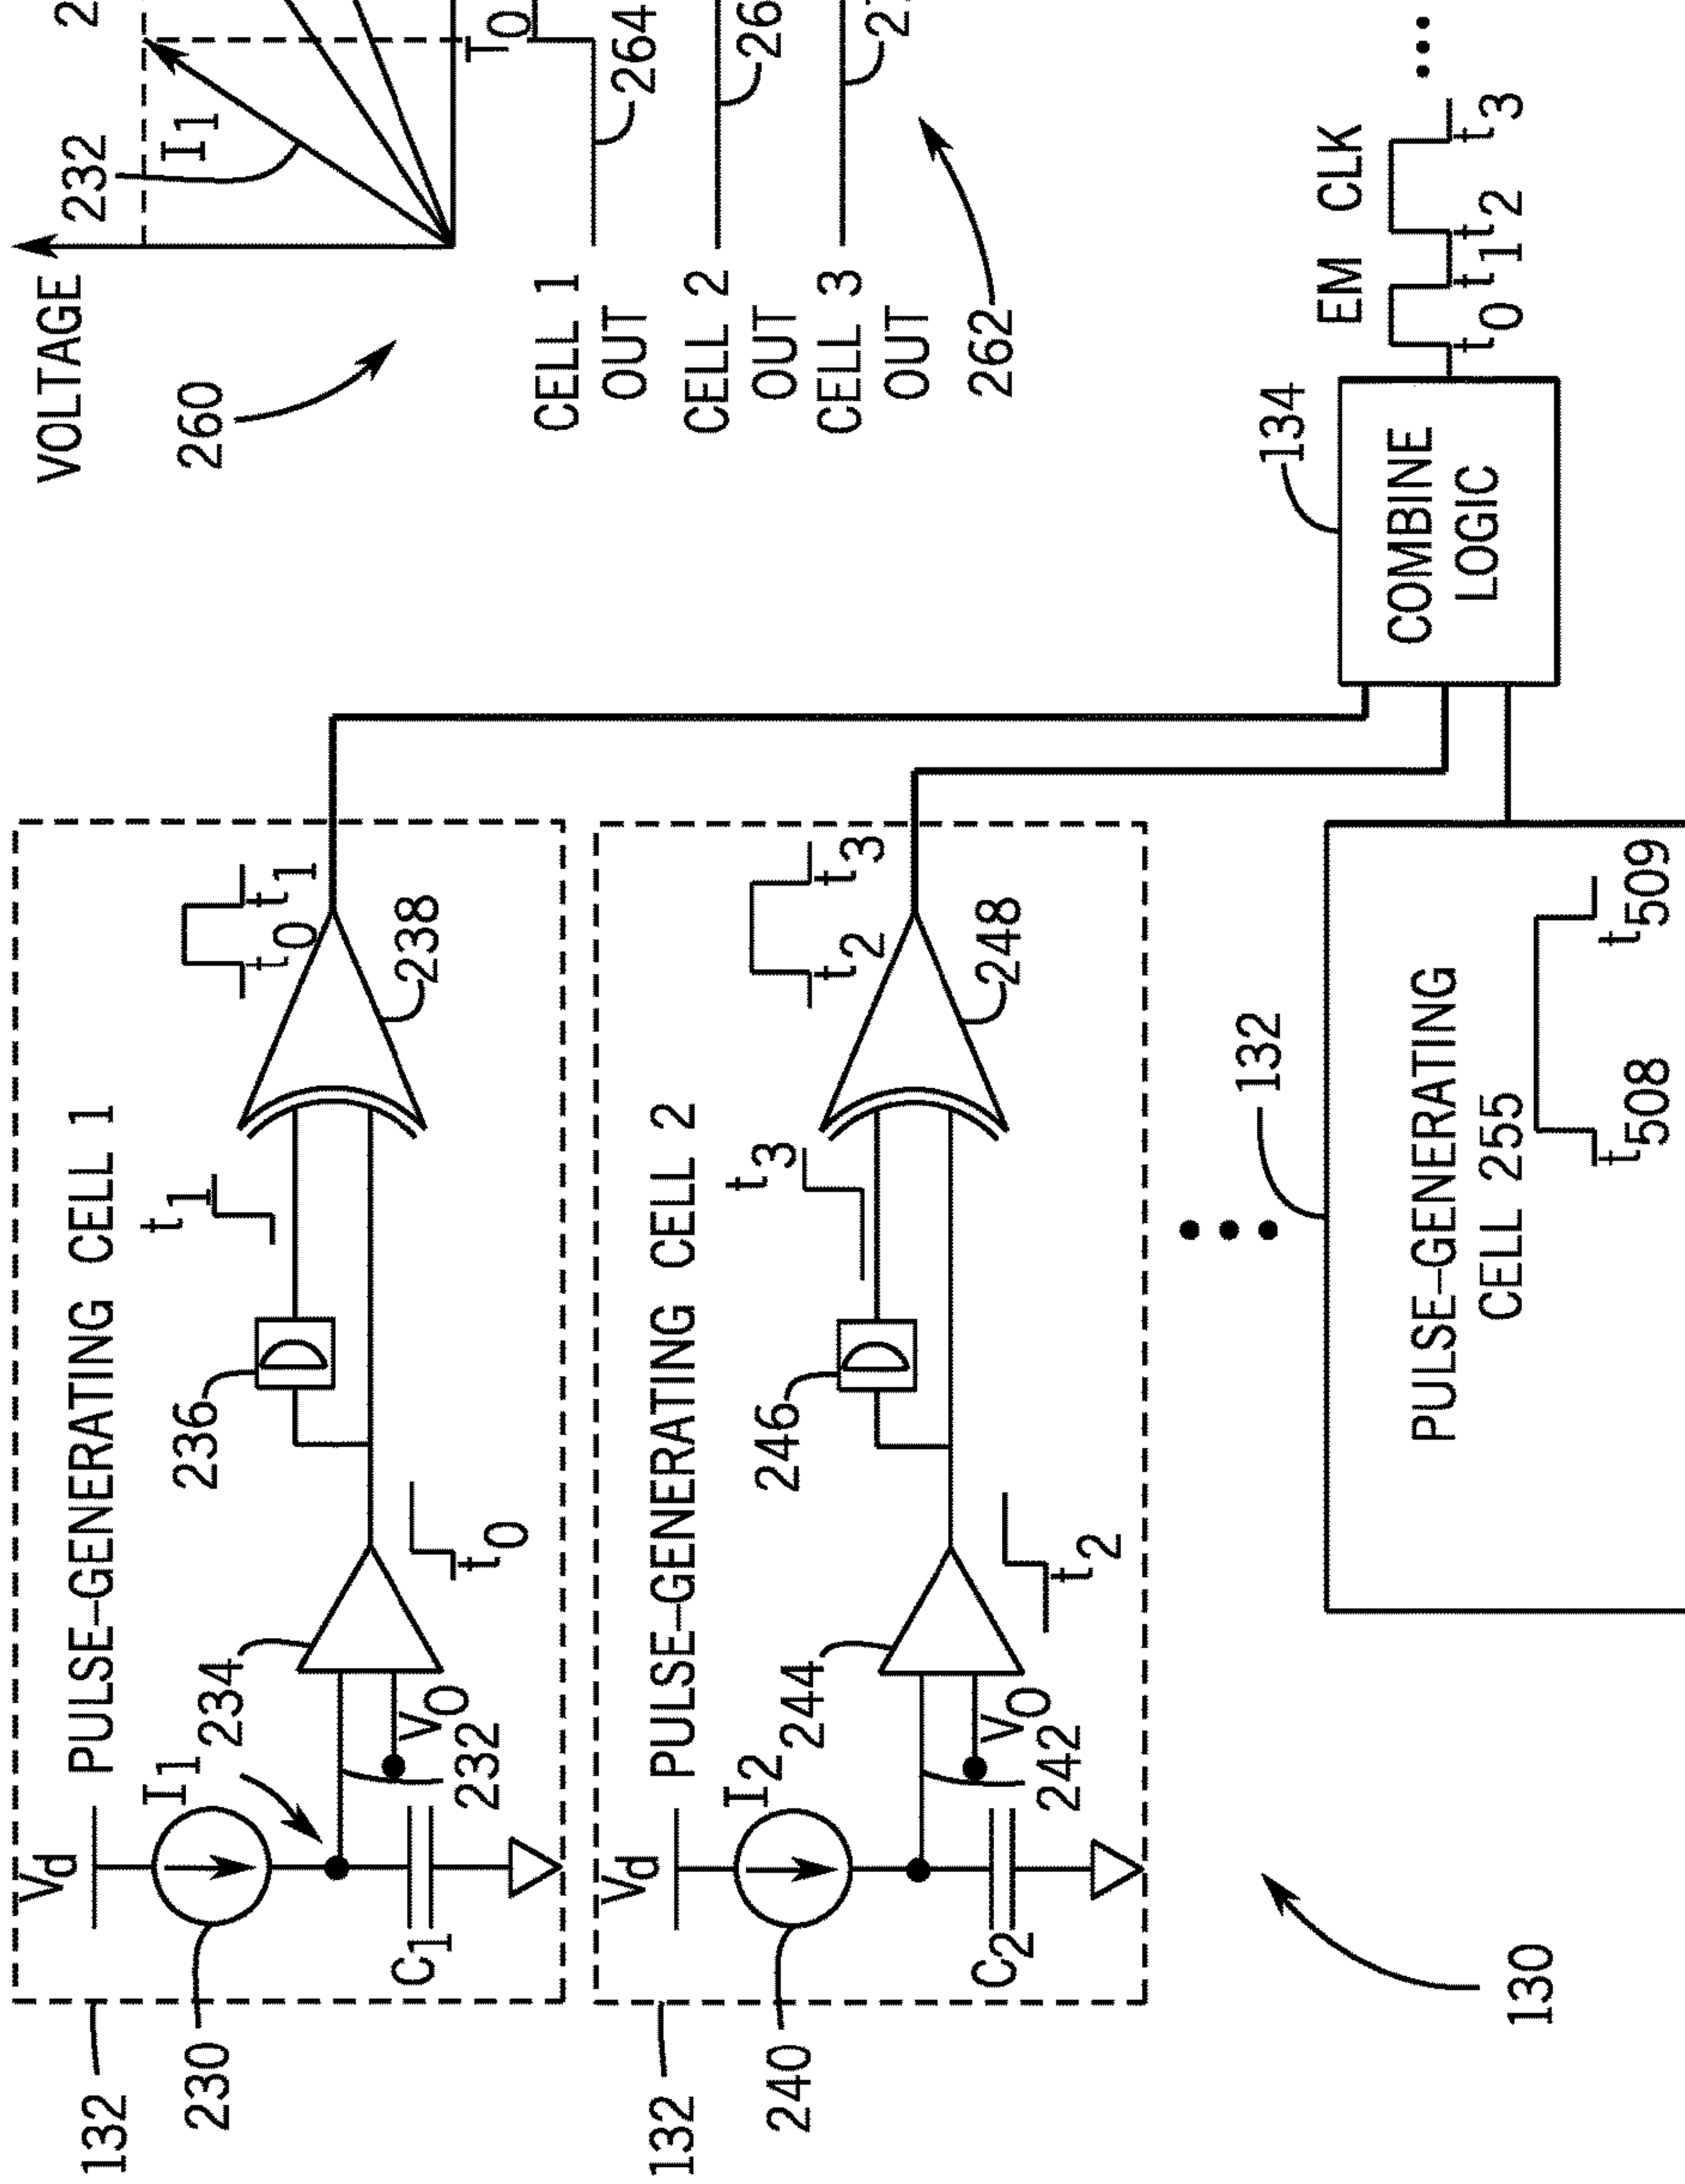 132
Vd
PULSE-GENERATING CELL 1
I1
230
234
236
t1
t0 t1
C1
232
V0
t0
238
132
Vd
PULSE-GENERATING CELL 2
I2
240
244
246
t3
t2 t3
C2
242
V0
t2
248
132
PULSE-GENERATING
CELL 255
t508 t509
130
134
COMBINE
LOGIC
EM CLK
t0 t1 t2 t3
VOLTAGE
232
I1
260
T0
CELL 1
OUT
264
CELL 2
OUT
CELL 3
OUT
262